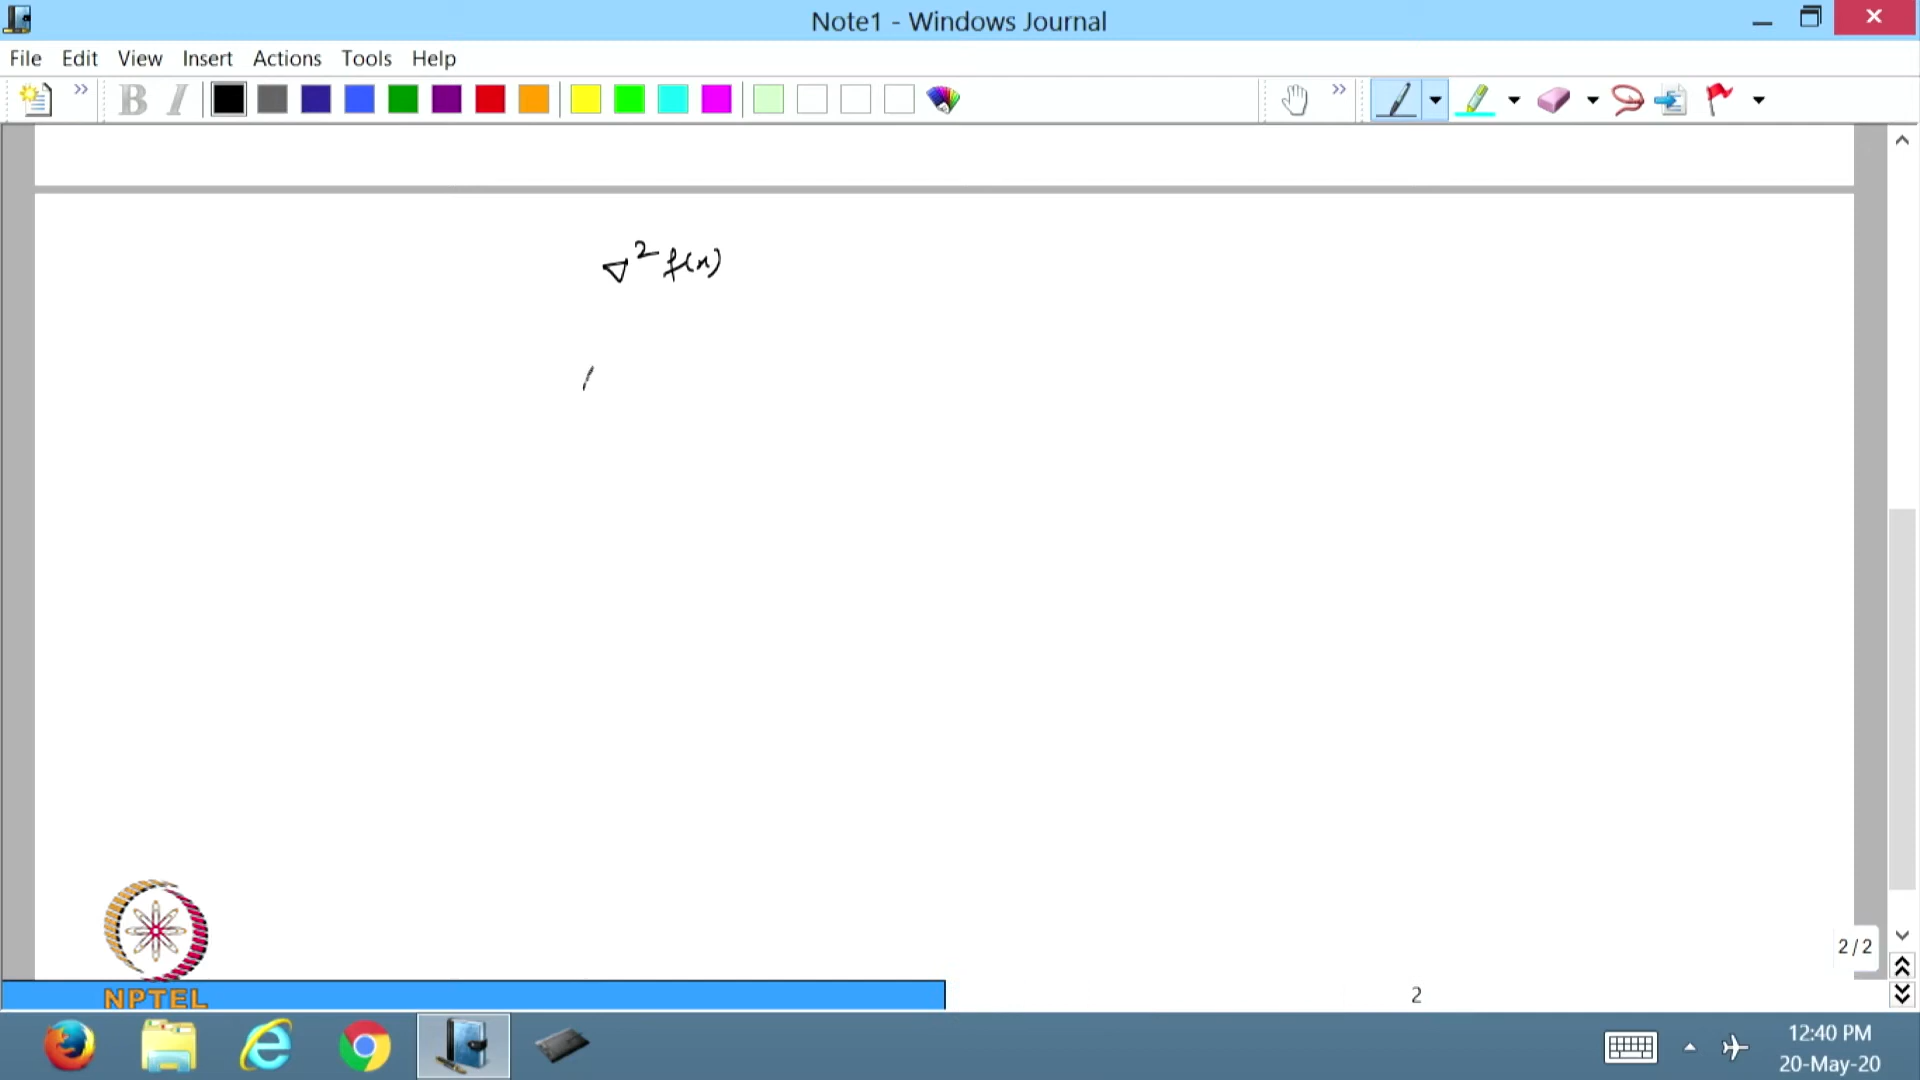 Note1 - Windows Journal
File Edit View Insert Actions Tools Help
B I
∇² f(x)
2 / 2
NPTEL
2
12:40 PM
20-May-20